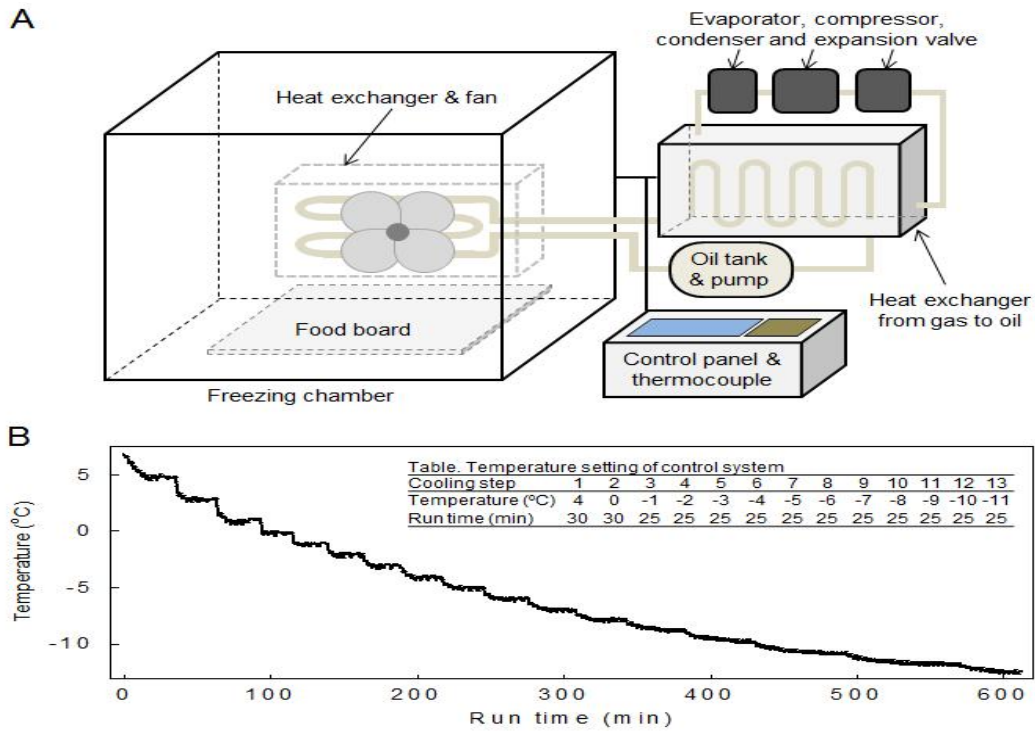 A
Evaporator, compressor,
condenser and expansion valve
Heat exchanger & fan
Oil tank
& pump
Heat exchanger
from gas to oil
Food board
Control panel &
thermocouple
Freezing chamber
B
Table. Temperature setting of control system
Cooling step 1 2 3 4 5 6 7 8 9 10 11 12 13
Temperature (ºC) 4 0 -1 -2 -3 -4 -5 -6 -7 -8 -9 -10 -11
Run time (min) 30 30 25 25 25 25 25 25 25 25 25 25 25
Temperature (ºC)
5
0
-5
-10
0 100 200 300 400 500 600
Run time (min)